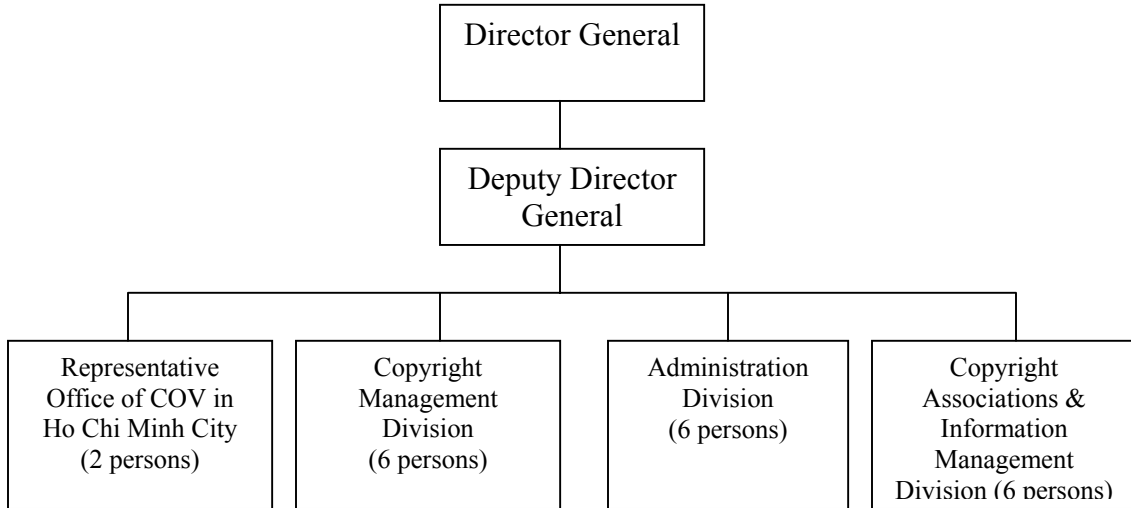 Director General
Deputy Director
General
Representative
Office of COV in
Ho Chi Minh City
(2 persons)
Copyright
Management
Division
(6 persons)
Administration
Division
(6 persons)
Copyright
Associations &
Information
Management
Division (6 persons)